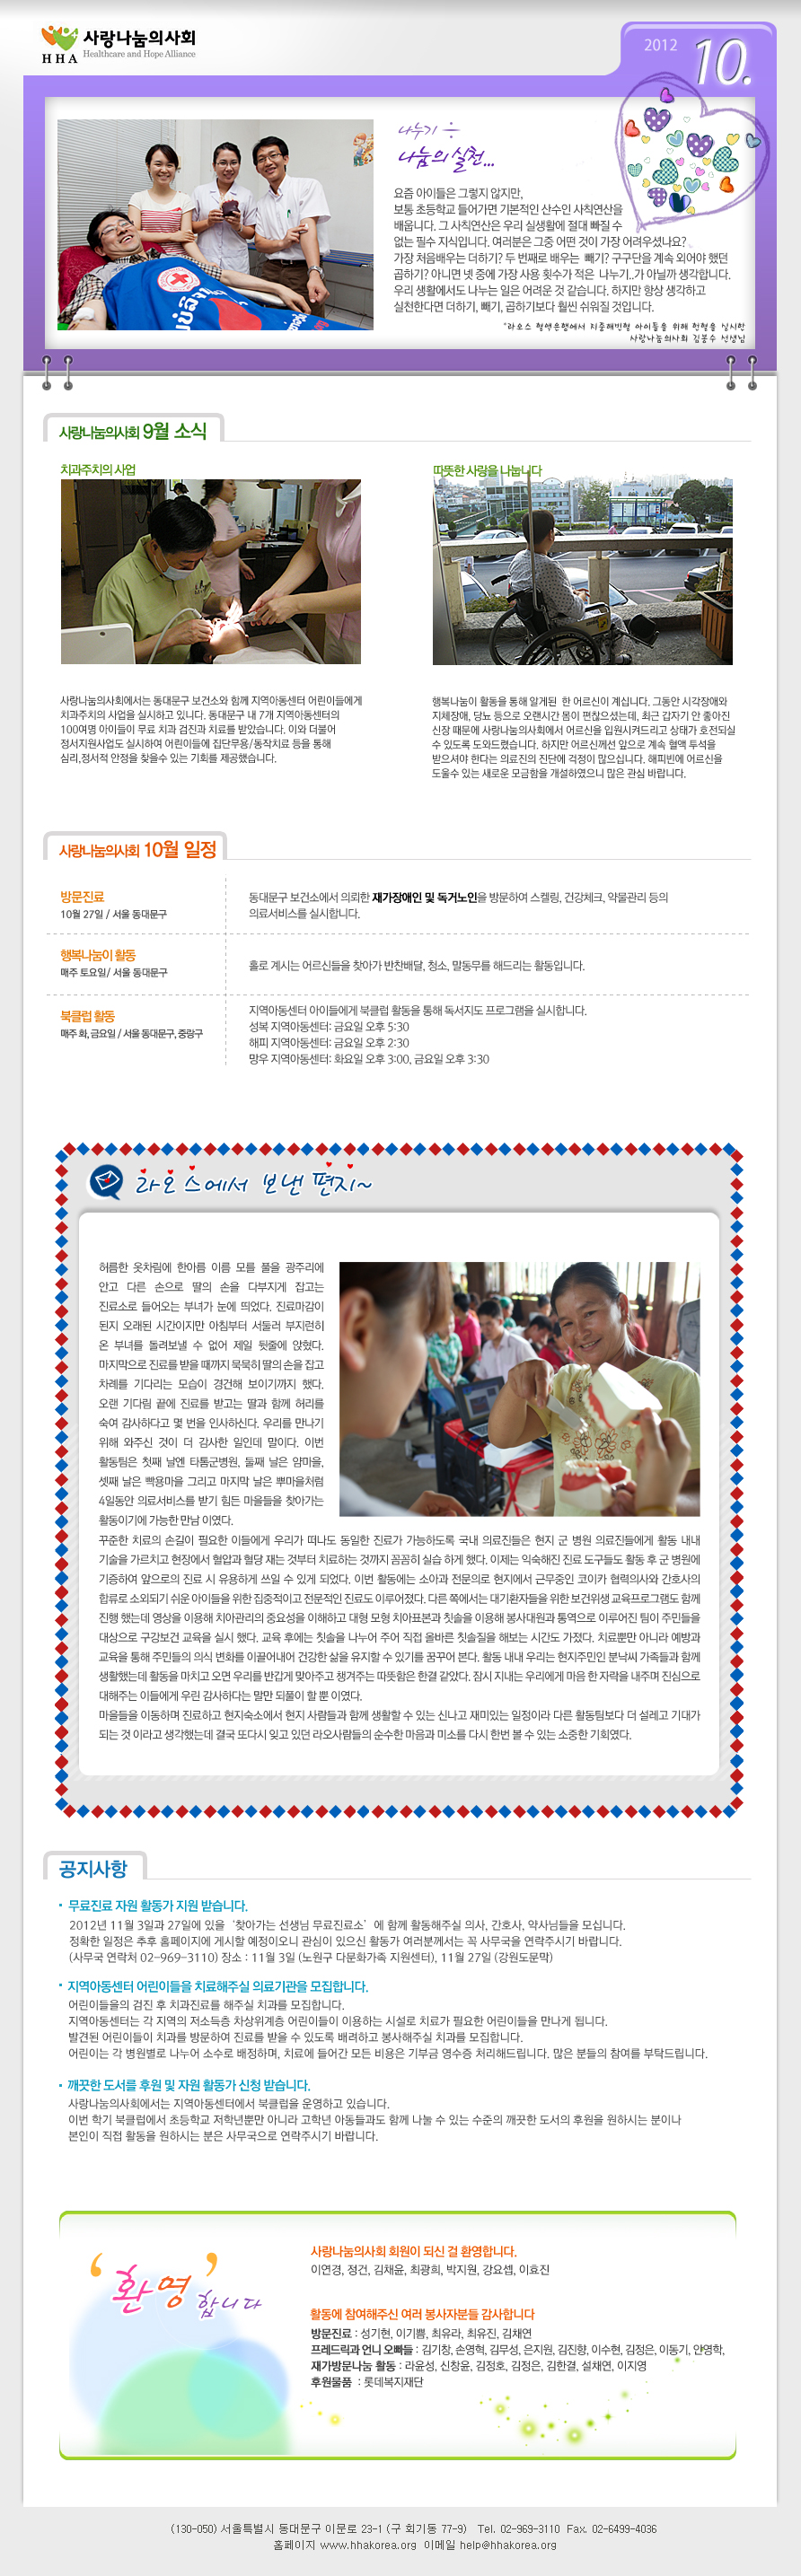 사랑나눔의사회
Healthcare and Hope Alliance
HHA
2012
10.
나누기 ÷
나눔의 실천...
요즘 아이들은 그렇지 않지만,
보통 초등학교 들어가면 기본적인 산수인 사칙연산을
배웁니다. 그 사칙연산은 우리 실생활에 절대 빠질 수
없는 필수 지식입니다. 여러분은 그중 어떤 것이 가장 어려우셨나요?
가장 처음배우는 더하기? 두 번째로 배우는 빼기? 구구단을 계속 외어야 했던
곱하기? 아니면 넷 중에 가장 사용 횟수가 적은 나누기..가 아닐까 생각합니다.
우리 생활에서도 나누는 일은 어려운 것 같습니다. 하지만 항상 생각하고
실천한다면 더하기, 빼기, 곱하기보다 훨씬 쉬워질 것입니다.
"라오스 혈액은행에서 지중해빈혈 아이들을 위해 헌혈을 실시한
사랑나눔의사회 김봉수 선생님
사랑나눔의사회 9월 소식
치과주치의 사업
사랑나눔의사회에서는 동대문구 보건소와 함께 지역아동센터 어린이들에게
치과주치의 사업을 실시하고 있니다. 동대문구 내 7개 지역아동센터의
100여명 아이들이 무료 치과 검진과 치료를 받았습니다. 이와 더불어
정서지원사업도 실시하여 어린이들에 집단무용/동작치료 등을 통해
심리,정서적 안정을 찾을수 있는 기회를 제공했습니다.
따뜻한 사랑을 나눕니다
행복나눔이 활동을 통해 알게된 한 어르신이 계십니다. 그동안 시각장애와
지체장애, 당뇨 등으로 오랜시간 몸이 편찮으셨는데, 최근 갑자기 안 좋아진
신장 때문에 사랑나눔의사회에서 어르신을 입원시켜드리고 상태가 호전되실
수 있도록 도와드렸습니다. 하지만 어르신께선 앞으로 계속 혈액 투석을
받으셔야 한다는 의료진의 진단에 걱정이 많으십니다. 해피빈에 어르신을
도울수 있는 새로운 모금함을 개설하였으니 많은 관심 바랍니다.
사랑나눔의사회 10월 일정
방문진료
10월 27일 / 서울 동대문구
동대문구 보건소에서 의뢰한 재가장애인 및 독거노인을 방문하여 스켈링, 건강체크, 약물관리 등의
의료서비스를 실시합니다.
행복나눔이 활동
매주 토요일/ 서울 동대문구
홀로 계시는 어르신들을 찾아가 반찬배달, 청소, 말동무를 해드리는 활동입니다.
북클럽 활동
매주 화, 금요일 / 서울 동대문구, 중랑구
지역아동센터 아이들에게 북클럽 활동을 통해 독서지도 프로그램을 실시합니다.
성복 지역아동센터: 금요일 오후 5:30
해피 지역아동센터: 금요일 오후 2:30
망우 지역아동센터: 화요일 오후 3:00, 금요일 오후 3:30
라오스에서 보낸 편지~
허름한 옷차림에 한아름 이름 모를 풀을 광주리에
안고 다른 손으로 딸의 손을 다부지게 잡고는
진료소로 들어오는 부녀가 눈에 띄었다. 진료마감이
된지 오래된 시간이지만 아침부터 서둘러 부지런히
온 부녀를 돌려보낼 수 없어 제일 뒷줄에 앉혔다.
마지막으로 진료를 받을 때까지 묵묵히 딸의 손을 잡고
차례를 기다리는 모습이 경건해 보이기까지 했다.
오랜 기다림 끝에 진료를 받고는 딸과 함께 허리를
숙여 감사하다고 몇 번을 인사하신다. 우리를 만나기
위해 와주신 것이 더 감사한 일인데 말이다. 이번
활동팀은 첫째 날엔 타톰군병원, 둘째 날은 얌마을,
셋째 날은 빡용마을 그리고 마지막 날은 뿌마을처럼
4일동안 의료서비스를 받기 힘든 마을들을 찾아가는
활동이기에 가능한 만남 이였다.
꾸준한 치료의 손길이 필요한 이들에게 우리가 떠나도 동일한 진료가 가능하도록 국내 의료진들은 현지 군 병원 의료진들에게 활동 내내
기술을 가르치고 현장에서 혈압과 혈당 재는 것부터 치료하는 것까지 꼼꼼히 실습 하게 했다. 이제는 익숙해진 진료 도구들도 활동 후 군 병원에
기증하여 앞으로의 진료 시 유용하게 쓰일 수 있게 되었다. 이번 활동에는 소아과 전문의로 현지에서 근무중인 코이카 협력의사와 간호사의
합류로 소외되기 쉬운 아이들을 위한 집중적이고 전문적인 진료도 이루어졌다. 다른 쪽에서는 대기환자들을 위한 보건위생 교육프로그램도 함께
진행 했는데 영상을 이용해 치아관리의 중요성을 이해하고 대형 모형 치아표본과 칫솔을 이용해 봉사대원과 통역으로 이루어진 팀이 주민들을
대상으로 구강보건 교육을 실시 했다. 교육 후에는 칫솔을 나누어 주어 직접 올바른 칫솔질을 해보는 시간도 가졌다. 치료뿐만 아니라 예방과
교육을 통해 주민들의 의식 변화를 이끌어내어 건강한 삶을 유지할 수 있기를 꿈꾸어 본다. 활동 내내 우리는 현지주민인 분낙씨 가족들과 함께
생활했는데 활동을 마치고 오면 우리를 반갑게 맞아주고 챙겨주는 따뜻함은 한결 같았다. 잠시 지내는 우리에게 마음 한 자락을 내주며 진심으로
대해주는 이들에게 우린 감사하다는 말만 되풀이 할 뿐 이였다.
마을들을 이동하며 진료하고 현지숙소에서 현지 사람들과 함께 생활할 수 있는 신나고 재미있는 일정이라 다른 활동팀보다 더 설레고 기대가
되는 것 이라고 생각했는데 결국 또다시 잊고 있던 라오사람들의 순수한 마음과 미소를 다시 한번 볼 수 있는 소중한 기회였다.
공지사항
무료진료 자원 활동가 지원 받습니다.
2012년 11월 3일과 27에 있을 '찾아가는 선생님 무료진료소' 에 함께 활동해주실 의사, 간호사, 약사님들을 모십니다.
정확한 일정은 추후 홈페이지에 게시할 예정이오니 관심이 있으신 활동가 여러분께서는 꼭 사무국을 연락주시기 바랍니다.
(사무국 연락처 02-969-3110) 장소 : 11월 3일 (노원구 다문화가족 지원센터), 11월 27일 (강원도문막)
지역아동센터 어린이들을 치료해주실 의료기관을 모집합니다.
어린이들을의 검진 후 치과진료를 해주실 치과를 모집합니다.
지역아동센터는 각 지역의 저소득층 차상위계층 어린이들이 이용하는 시설로 치료가 필요한 어린이들을 만나게 됩니다.
발견된 어린이들이 치과를 방문하여 진료를 받을 수 있도록 배려하고 봉사해주실 치과를 모집합니다.
어린이는 각 병원별로 나누어 소수로 배정하며, 치료에 들어간 모든 비용은 기부금 영수증 처리해드립니다. 많은 분들의 참여를 부탁드립니다.
깨끗한 도서를 후원 및 자원 활동가 신청 받습니다.
사랑나눔의사회에서는 지역아동센터에서 북클럽을 운영하고 있습니다.
이번 학기 북클럽에서 초등학교 저학년뿐만 아니라 고학년 아동들과도 함께 나눌 수 있는 수준의 깨끗한 도서의 후원을 원하시는 분이나
본인이 직접 활동을 원하시는 분은 사무국으로 연락주시기 바랍니다.
'환영'
합니다
사랑나눔의사회 회원이 되신 걸 환영합니다.
이연경, 정건, 김채윤, 최광희, 박지원, 강요셉, 이효진
활동에 참여해주신 여러 봉사자분들 감사합니다
방문진료 : 성기현, 이기쁨, 최유라, 최유진, 김채연
프레드릭과 언니 오빠들 : 김기창, 손영혁, 김무성, 은지원, 김진향, 이수현, 김정은, 이동기, 안영학,
재가방문나눔 활동 : 라윤성, 신창윤, 김정호, 김정은, 김한결, 설채연, 이지영
후원물품 : 롯데복지재단
(130-050) 서울특별시 동대문구 이문로 23-1 (구 회기동 77-9) Tel. 02-969-3110 Fax. 02-6499-4036
홈페이지 www.hhakorea.org 이메일 help@hhakorea.org